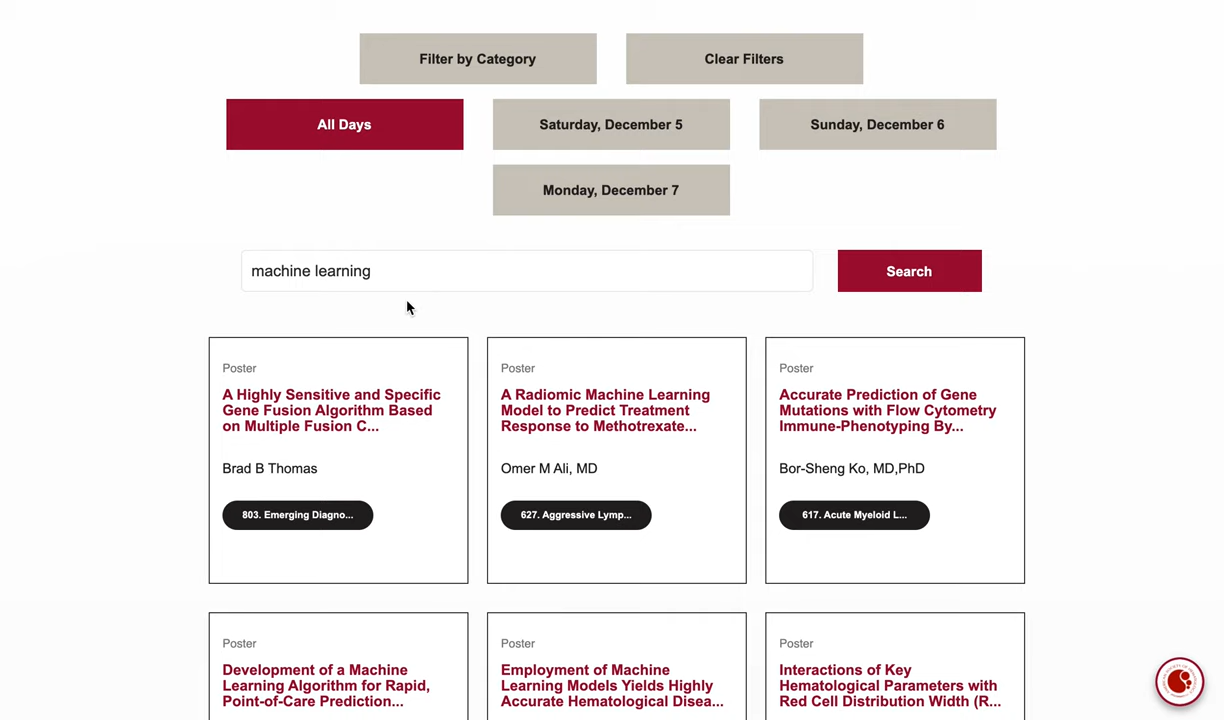 Filter by Category
Clear Filters
All Days
Saturday, December 5
Sunday, December 6
Monday, December 7
machine learning
Search
Poster
A Highly Sensitive and Specific
Gene Fusion Algorithm Based
on Multiple Fusion C...
Brad B Thomas
803. Emerging Diagno...
Poster
A Radiomic Machine Learning
Model to Predict Treatment
Response to Methotrexate...
Omer M Ali, MD
627. Aggressive Lymp...
Poster
Accurate Prediction of Gene
Mutations with Flow Cytometry
Immune-Phenotyping By...
Bor-Sheng Ko, MD,PhD
617. Acute Myeloid L...
Poster
Development of a Machine
Learning Algorithm for Rapid,
Point-of-Care Prediction...
Poster
Employment of Machine
Learning Models Yields Highly
Accurate Hematological Disea...
Poster
Interactions of Key
Hematological Parameters with
Red Cell Distribution Width (R...